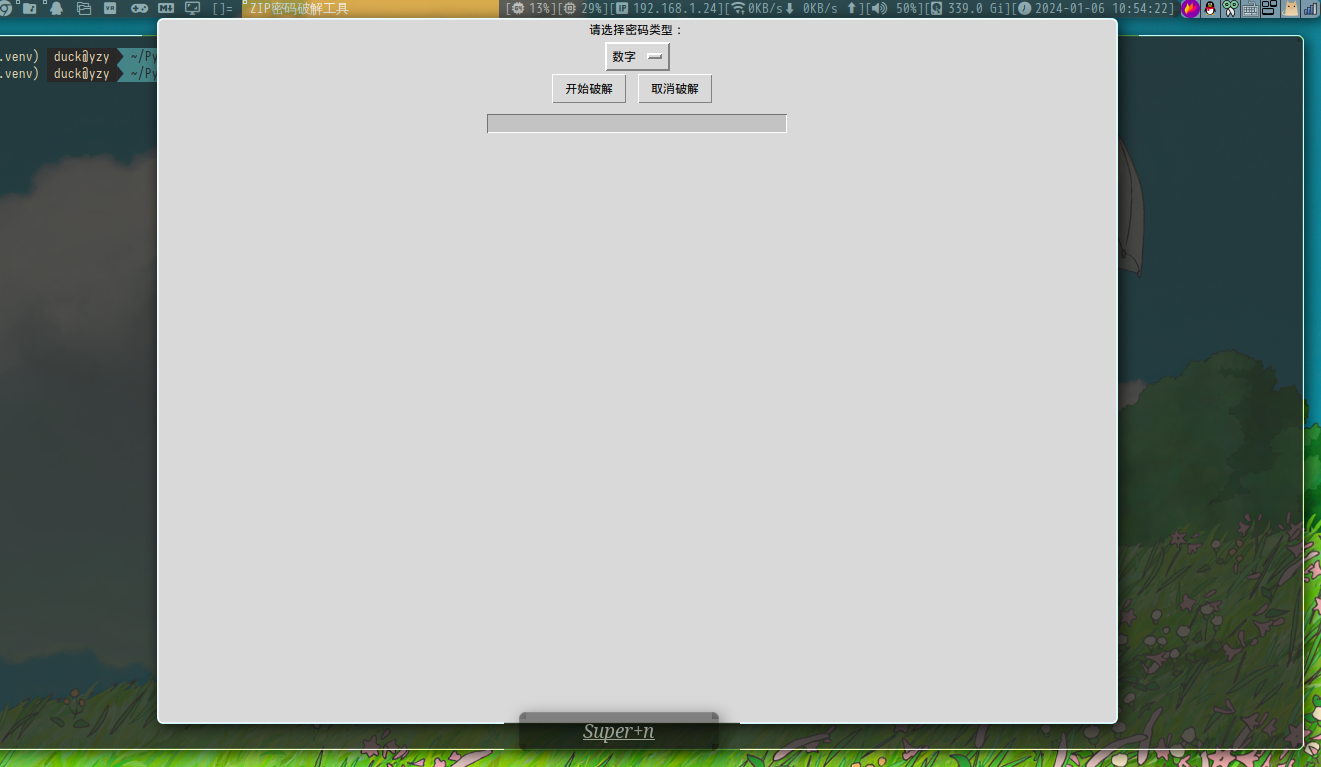 []= ZIP密码破解工具 [ 13%][ 29%][IP 192.168.1.24][ 0KB/s⬇ 0KB/s ⬆][ 50%][ 339.0 Gi][ 2024-01-06 10:54:22]
请选择密码类型：
数字
开始破解 取消破解
.venv) duck@yzy ~/Py
.venv) duck@yzy ~/Py
Super+n